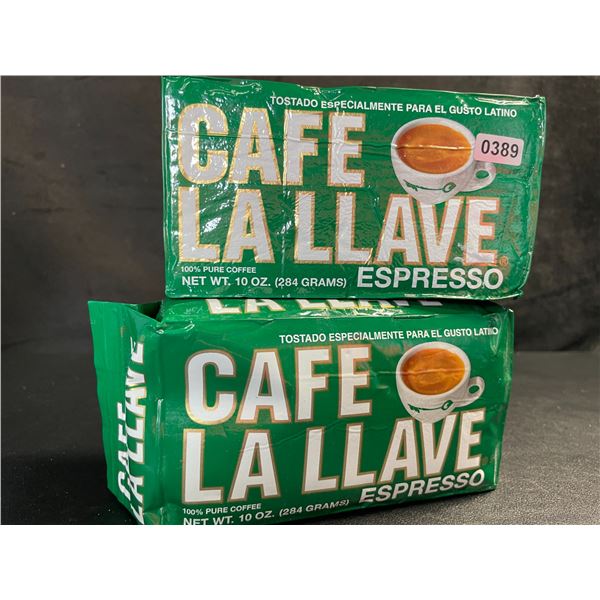 TOSTADO ESPECIALMENTE PARA EL GUSTO LATINO
CAFE
0389
LA LLAVE®
100% PURE COFFEE
NET WT. 10 OZ. (284 GRAMS)
ESPRESSO
LA LLAVE
TOSTADO ESPECIALMENTE PARA EL GUSTO LATINO
CAFE
LA LLAVE®
100% PURE COFFEE
NET WT. 10 OZ. (284 GRAMS)
ESPRESSO
CAFE
LA LLAVE